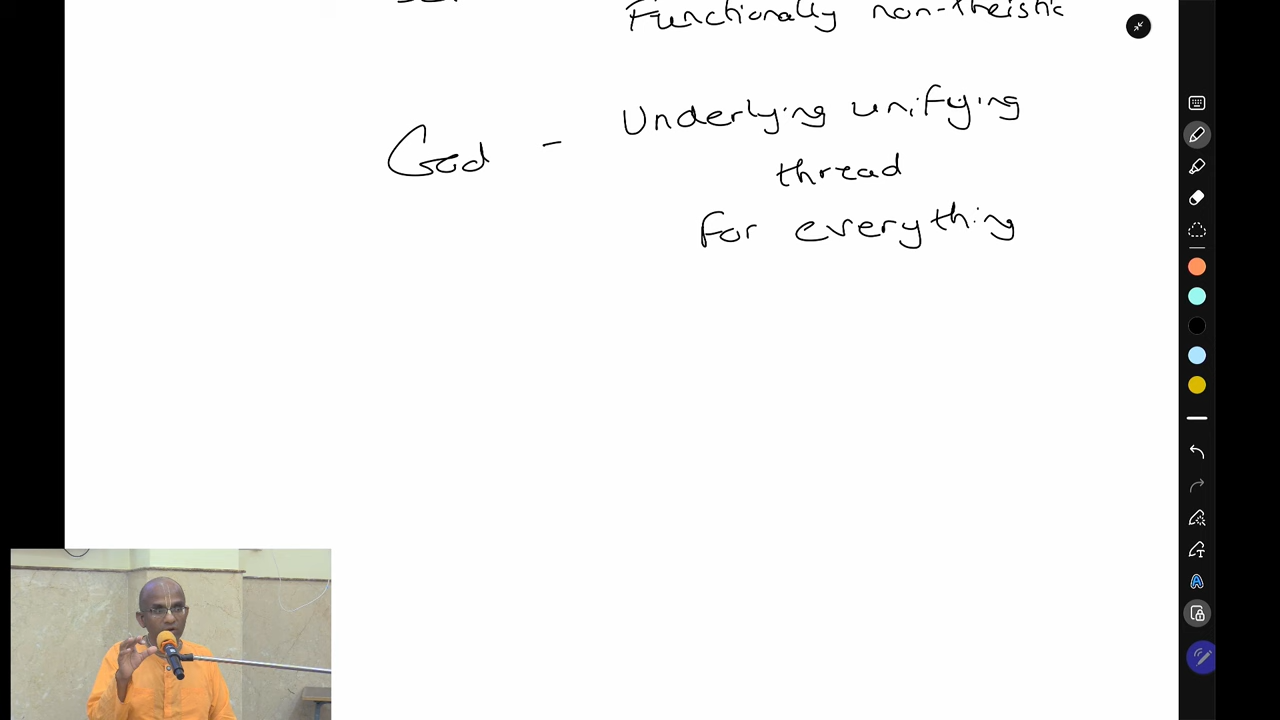 Functionally non-theistic
God - Underlying unifying
thread
for everything